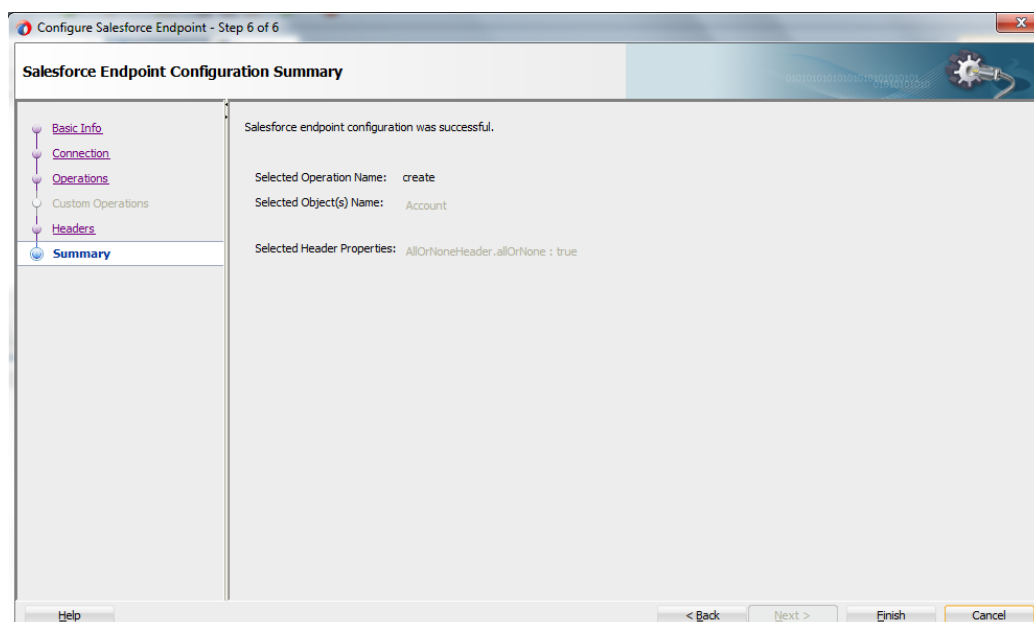 Configure Salesforce Endpoint - Step 6 of 6
Salesforce Endpoint Configuration Summary
Basic Info
Connection
Operations
Custom Operations
Headers
Summary
Salesforce endpoint configuration was successful.
Selected Operation Name: create
Selected Object(s) Name: Account
Selected Header Properties: AllOrNoneHeader.allOrNone : true
Help
< Back
Next >
Finish
Cancel